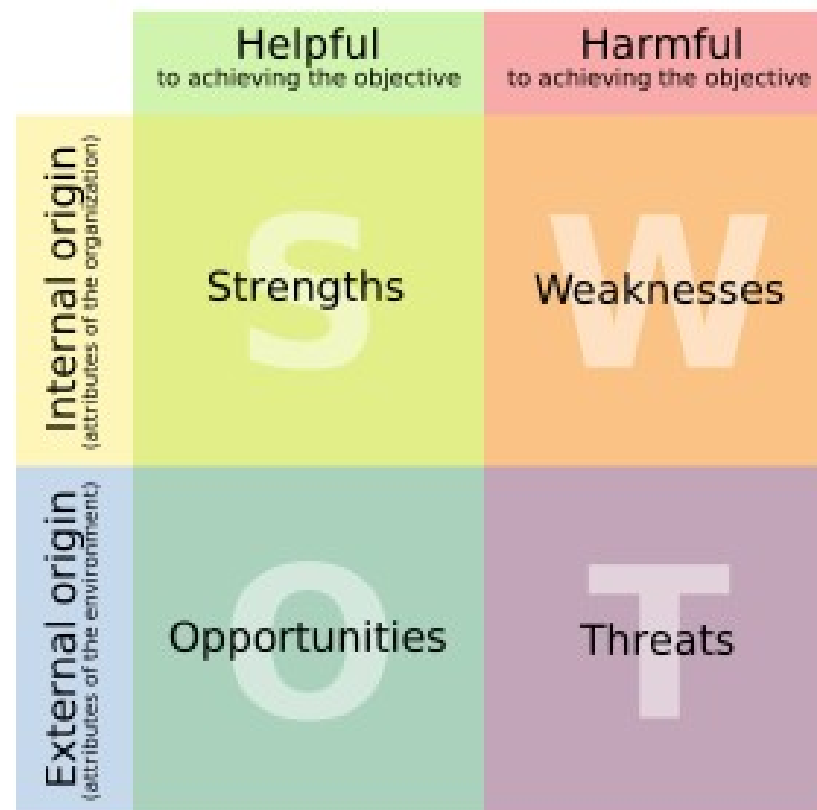 Helpful
to achieving the objective
Harmful
to achieving the objective
Internal origin
(attributes of the organization)
S
Strengths
W
Weaknesses
External origin
(attributes of the environment)
O
Opportunities
T
Threats